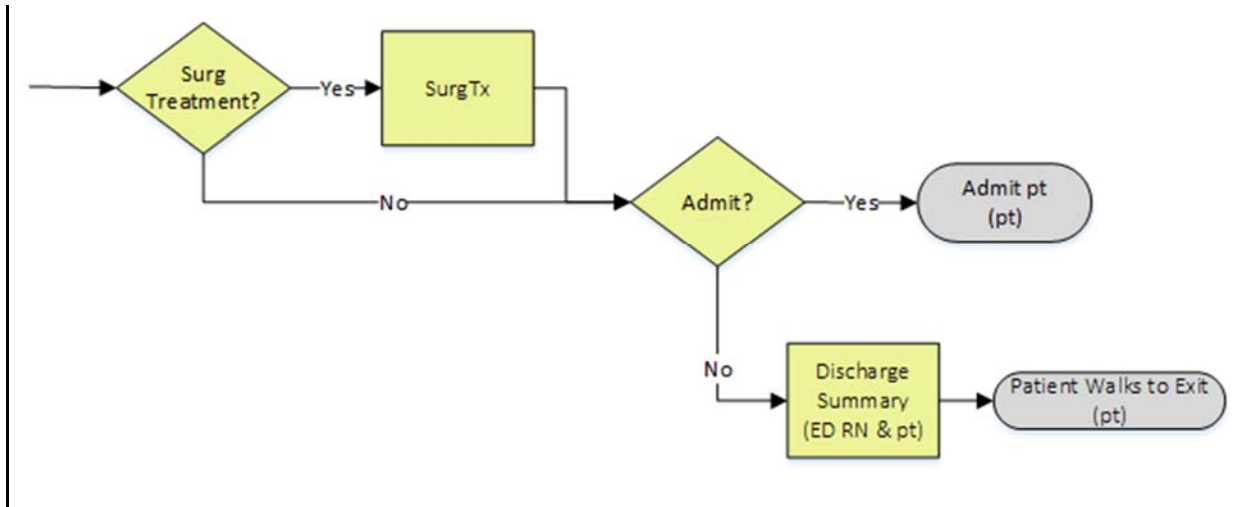 Surg
Treatment?
Yes
SurgTx
No
Admit?
Yes
Admit pt
(pt)
No
Discharge
Summary
(ED RN & pt)
Patient Walks to Exit
(pt)